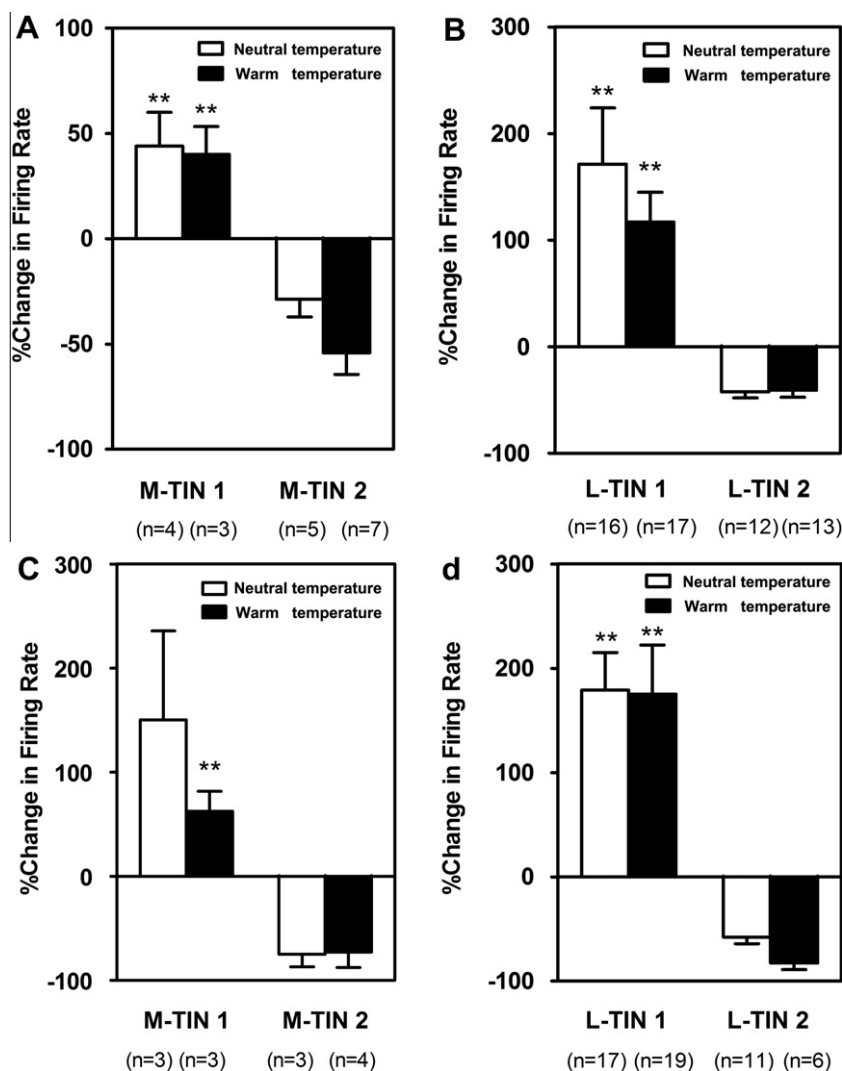 A
%Change in Firing Rate
100
50
0
-50
-100
Neutral temperature
Warm temperature
** **
M-TIN 1 M-TIN 2
(n=4) (n=3) (n=5) (n=7)
B
%Change in Firing Rate
300
200
100
0
-100
Neutral temperature
Warm temperature
**
**
L-TIN 1 L-TIN 2
(n=16) (n=17) (n=12) (n=13)
C
%Change in Firing Rate
300
200
100
0
-100
Neutral temperature
Warm temperature
**
M-TIN 1 M-TIN 2
(n=3) (n=3) (n=3) (n=4)
d
%Change in Firing Rate
300
200
100
0
-100
Neutral temperature
Warm temperature
** **
L-TIN 1 L-TIN 2
(n=17) (n=19) (n=11) (n=6)